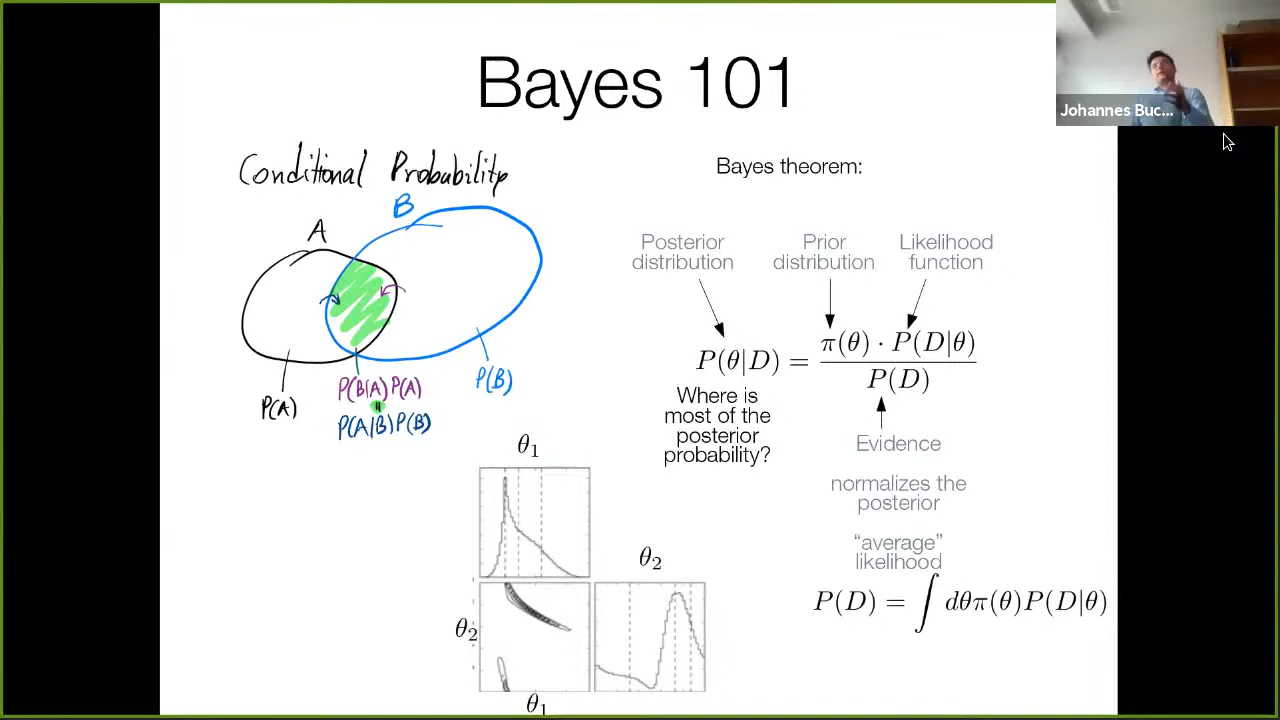 Bayes 101
Johannes Buc...
Conditional Probability
A
B
P(A)
P(B|A)P(A)
=
P(A|B)P(B)
P(B)
Bayes theorem:
Posterior
distribution
Prior
distribution
Likelihood
function
P(θ|D) = π(θ) · P(D|θ)
P(D)
Where is
most of the
posterior
probability?
Evidence
normalizes the
posterior
“average”
likelihood
P(D) = ∫ dθπ(θ)P(D|θ)
θ₁
θ₂
θ₂
θ₁